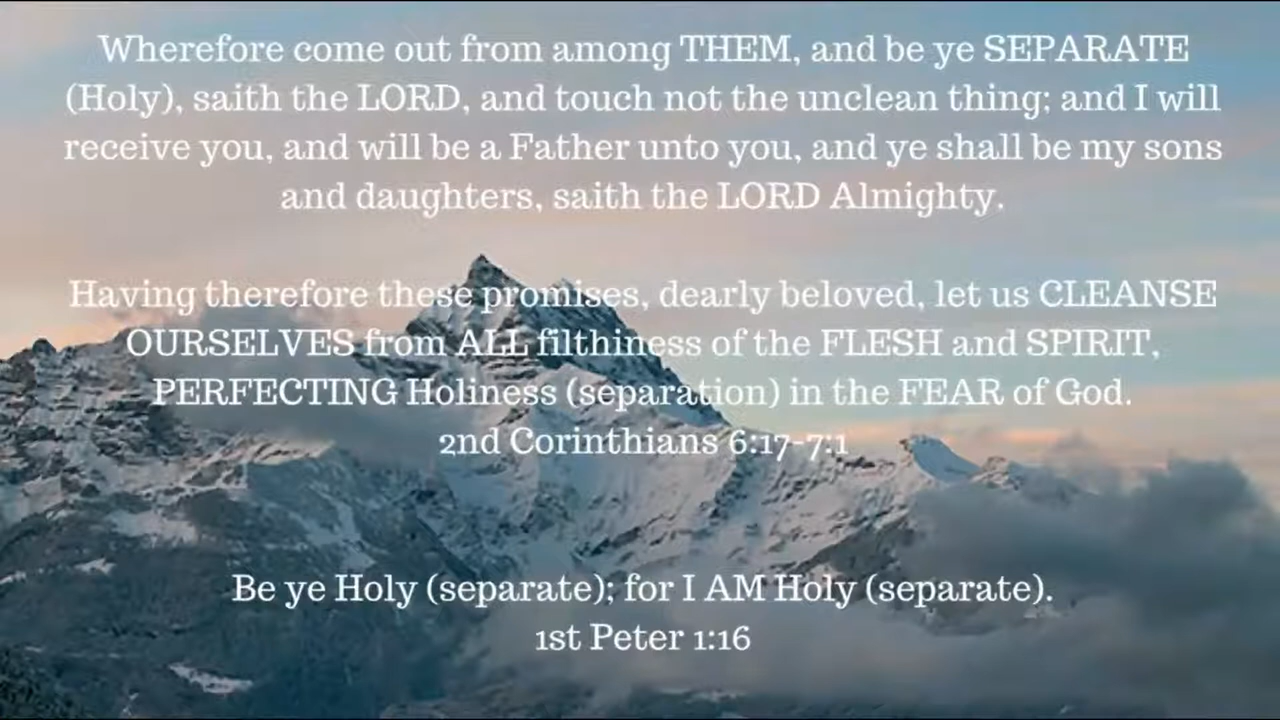 Wherefore come out from among THEM, and be ye SEPARATE
(Holy), saith the LORD, and touch not the unclean thing; and I will
receive you, and will be a Father unto you, and ye shall be my sons
and daughters, saith the LORD Almighty.
Having therefore these promises, dearly beloved, let us CLEANSE
OURSELVES from ALL filthiness of the FLESH and SPIRIT,
PERFECTING Holiness (separation) in the FEAR of God.
2nd Corinthians 6:17-7:1
Be ye Holy (separate); for I AM Holy (separate).
1st Peter 1:16